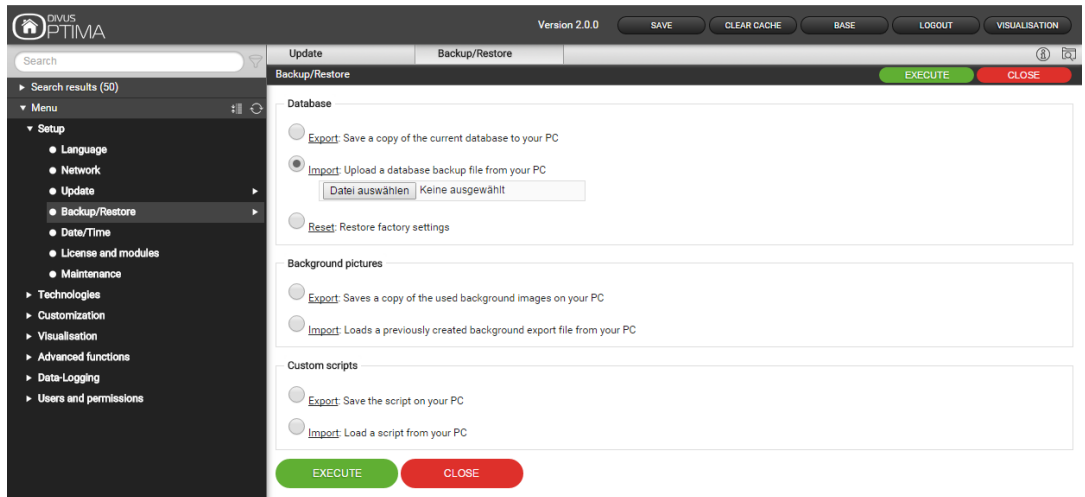 DIVUS
OPTIMA
Version 2.0.0
SAVE
CLEAR CACHE
BASE
LOGOUT
VISUALISATION
Search
Search results (50)
Menu
Setup
Language
Network
Update
Backup/Restore
Date/Time
License and modules
Maintenance
Technologies
Customization
Visualisation
Advanced functions
Data-Logging
Users and permissions
Update
Backup/Restore
Backup/Restore
EXECUTE
CLOSE
Database
Export: Save a copy of the current database to your PC
Import: Upload a database backup file from your PC
Datei auswählen Keine ausgewählt
Reset: Restore factory settings
Background pictures
Export: Saves a copy of the used background images on your PC
Import: Loads a previously created background export file from your PC
Custom scripts
Export: Save the script on your PC
Import: Load a script from your PC
EXECUTE
CLOSE